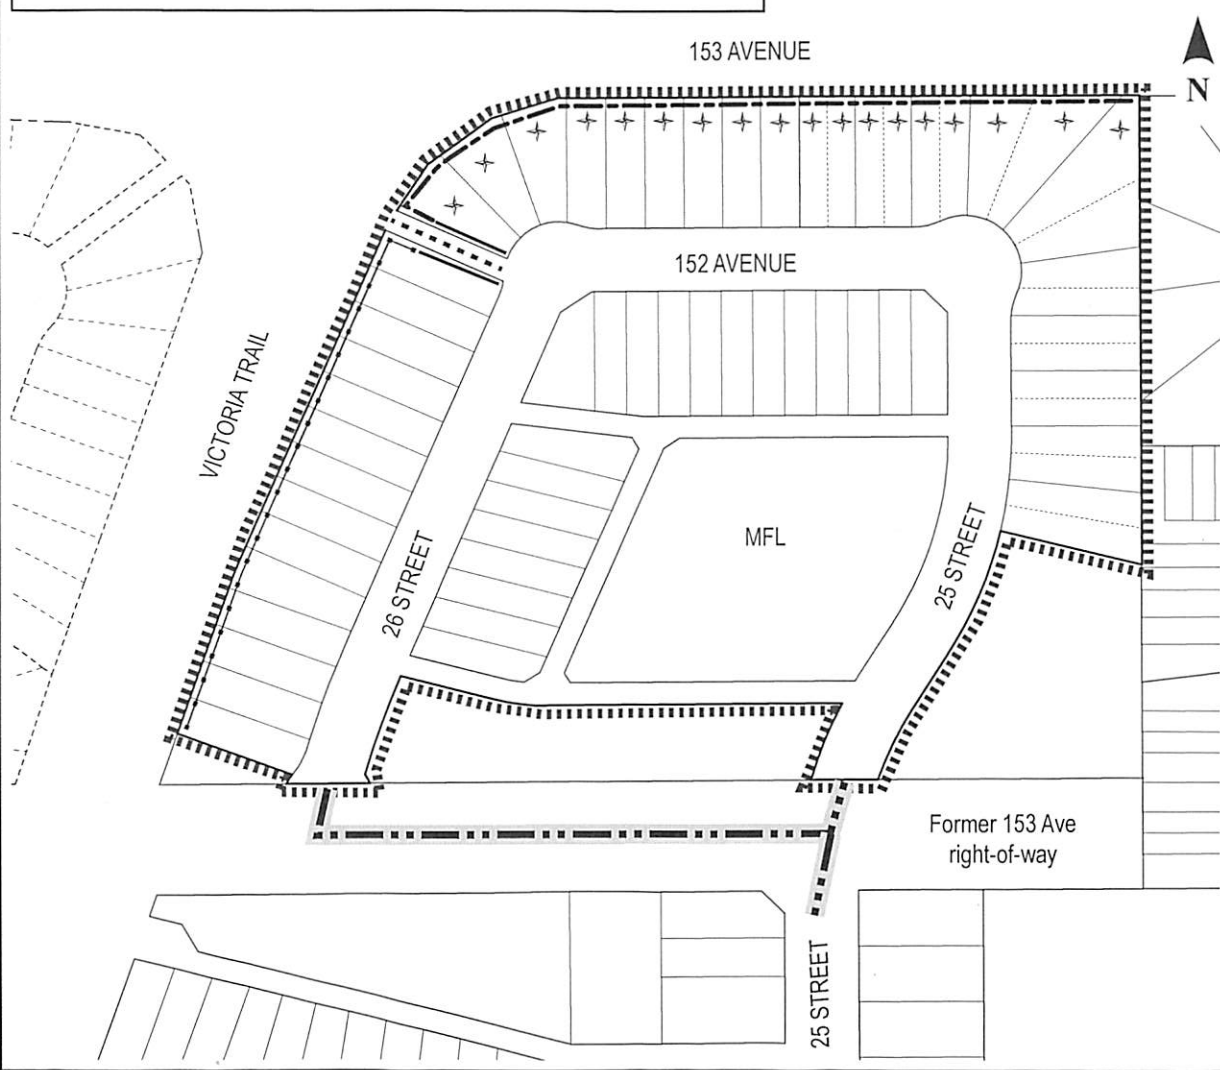 153 AVENUE
N
152 AVENUE
VICTORIA TRAIL
MFL
26 STREET
25 STREET
Former 153 Ave
right-of-way
25 STREET